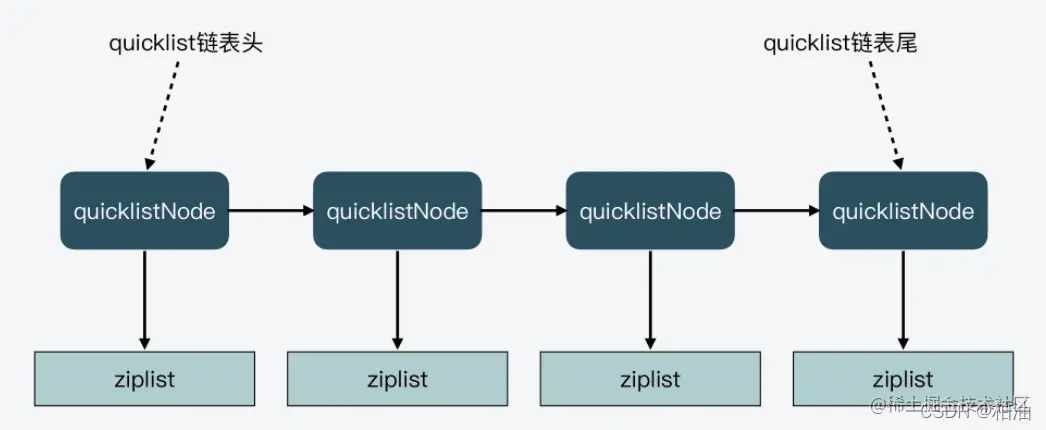 quicklist链表头
quicklist链表尾
quicklistNode
quicklistNode
quicklistNode
quicklistNode
ziplist
ziplist
ziplist
ziplist
@稀土掘金技术社区
CSDN @柏油